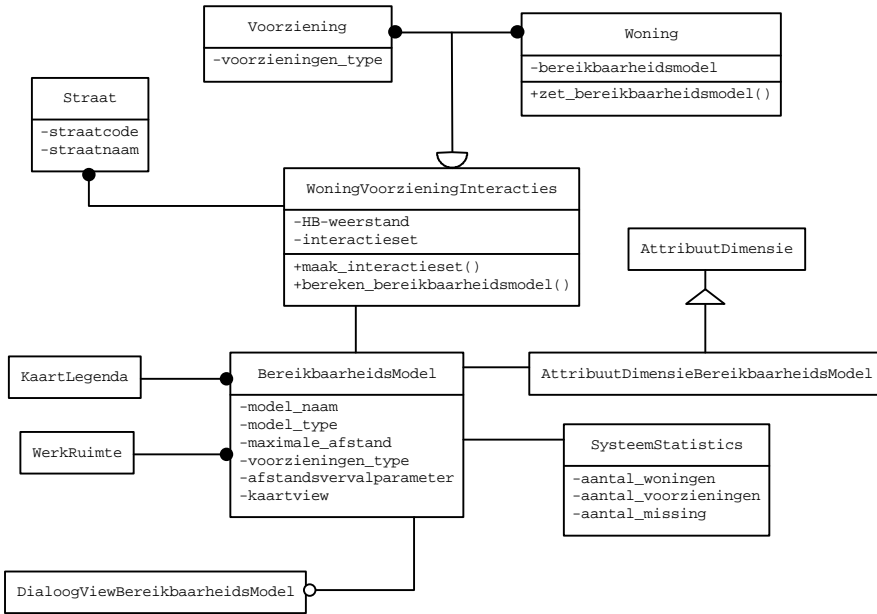 Voorziening
-voorzieningen_type
Woning
-bereikbaarheidsmodel
+zet_bereikbaarheidsmodel()
Straat
-straatcode
-straatnaam
WoningVoorzieningInteracties
-HB-weerstand
-interactieset
+maak_interactieset()
+bereken_bereikbaarheidsmodel()
AttribuutDimensie
KaartLegenda
BereikbaarheidsModel
-model_naam
-model_type
-maximale_afstand
-voorzieningen_type
-afstandsvervalparameter
-kaartview
AttribuutDimensieBereikbaarheidsModel
WerkRuimte
SysteemStatistics
-aantal_woningen
-aantal_voorzieningen
-aantal_missing
DialoogViewBereikbaarheidsModel